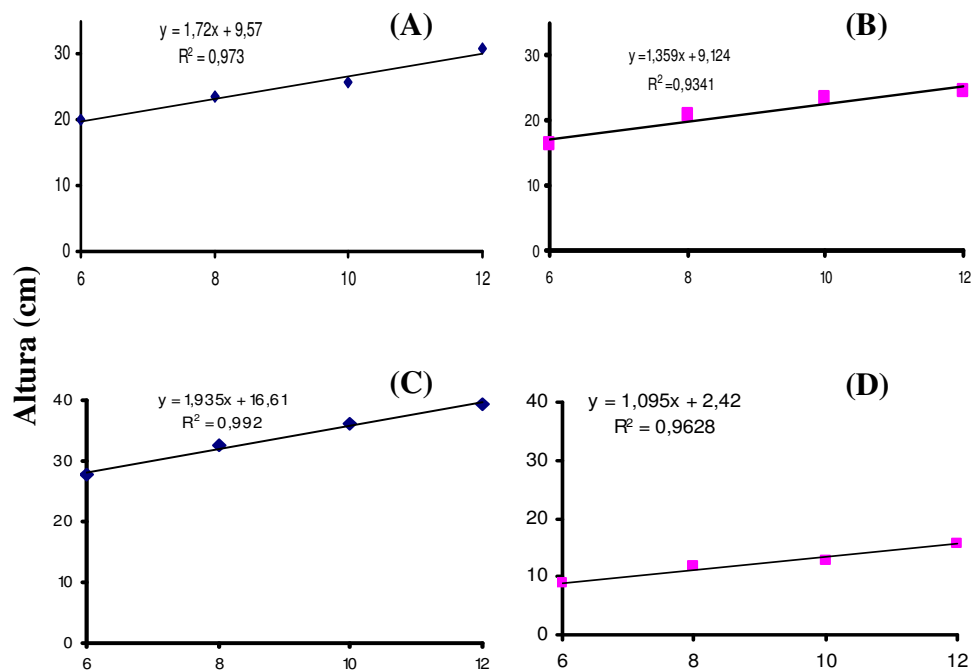 Altura (cm)
(A)
y = 1,72x + 9,57
R² = 0,973
30
20
10
0
6 8 10 12
(B)
y=1,359x + 9,124
R² =0,9341
30
20
10
0
6 8 10 12
(C)
y = 1,935x + 16,61
R² = 0,992
40
30
20
10
0
6 8 10 12
(D)
y = 1,095x + 2,42
R² = 0,9628
40
30
20
10
0
6 8 10 12